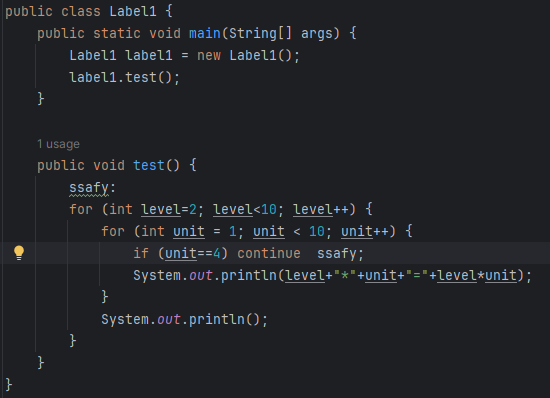 public class Label1 {
    public static void main(String[] args) {
        Label1 label1 = new Label1();
        label1.test();
    }
1 usage
    public void test() {
        ssafy:
        for (int level=2; level<10; level++) {
            for (int unit = 1; unit < 10; unit++) {
                if (unit==4) continue  ssafy;
                System.out.println(level+"*"+unit+"="+level*unit);
            }
            System.out.println();
        }
    }
}